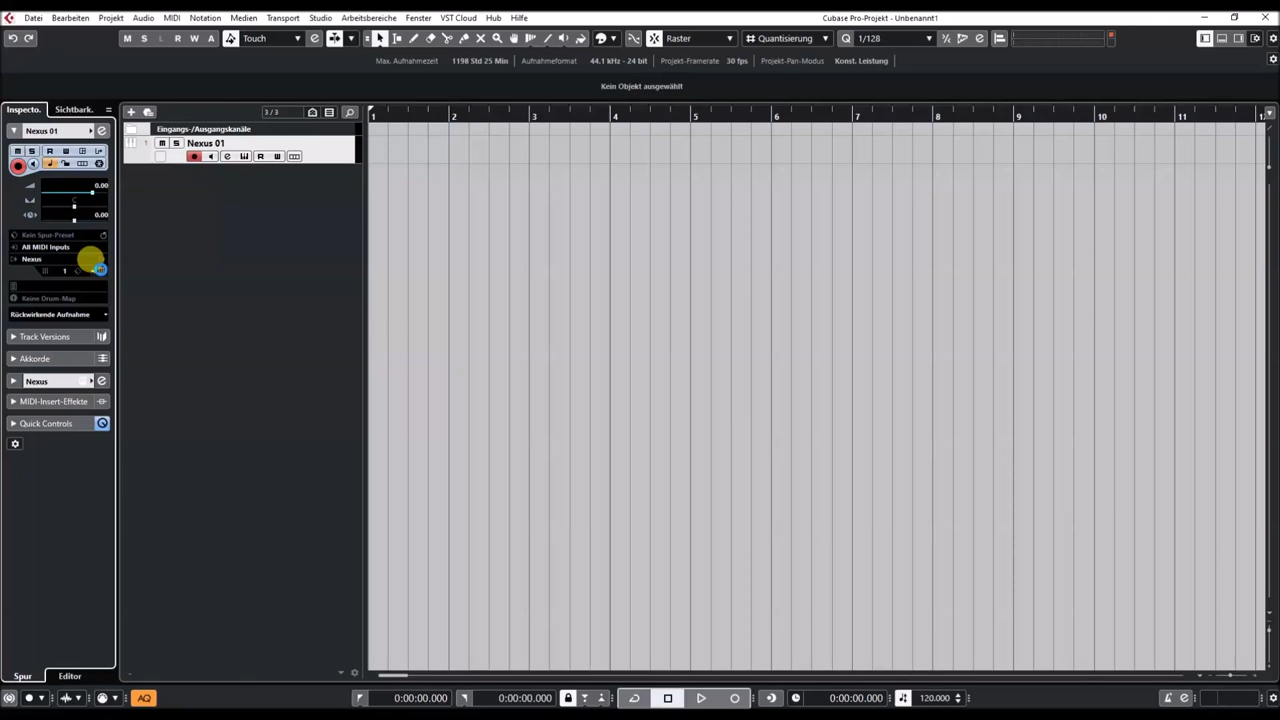 Datei Bearbeiten Projekt Audio MIDI Notation Medien Transport Studio Arbeitsbereiche Fenster VST Cloud Hub Hilfe Cubase Pro-Projekt - Unbenannt1
M S L R W A Touch Raster Quantisierung 1/128
Max. Aufnahmezeit 1198 Std 25 Min Aufnahmeformat 44.1 kHz - 24 bit Projekt-Framerate 30 fps Projekt-Pan-Modus Konst. Leistung
Kein Objekt ausgewählt
Inspecto. Sichtbark.
3 / 3
1 2 3 4 5 6 7 8 9 10 11
Nexus 01
Eingangs-/Ausgangskanäle
1 M S Nexus 01
M S R W
R W
0.00
C
0.00
Kein Spur-Preset
All MIDI Inputs
Nexus
1
Keine Drum-Map
Rückwirkende Aufnahme
Track Versions
Akkorde
Nexus
MIDI-Insert-Effekte
Quick Controls
Spur Editor
AQ 0:00:00.000 0:00:00.000 0:00:00.000 120.000